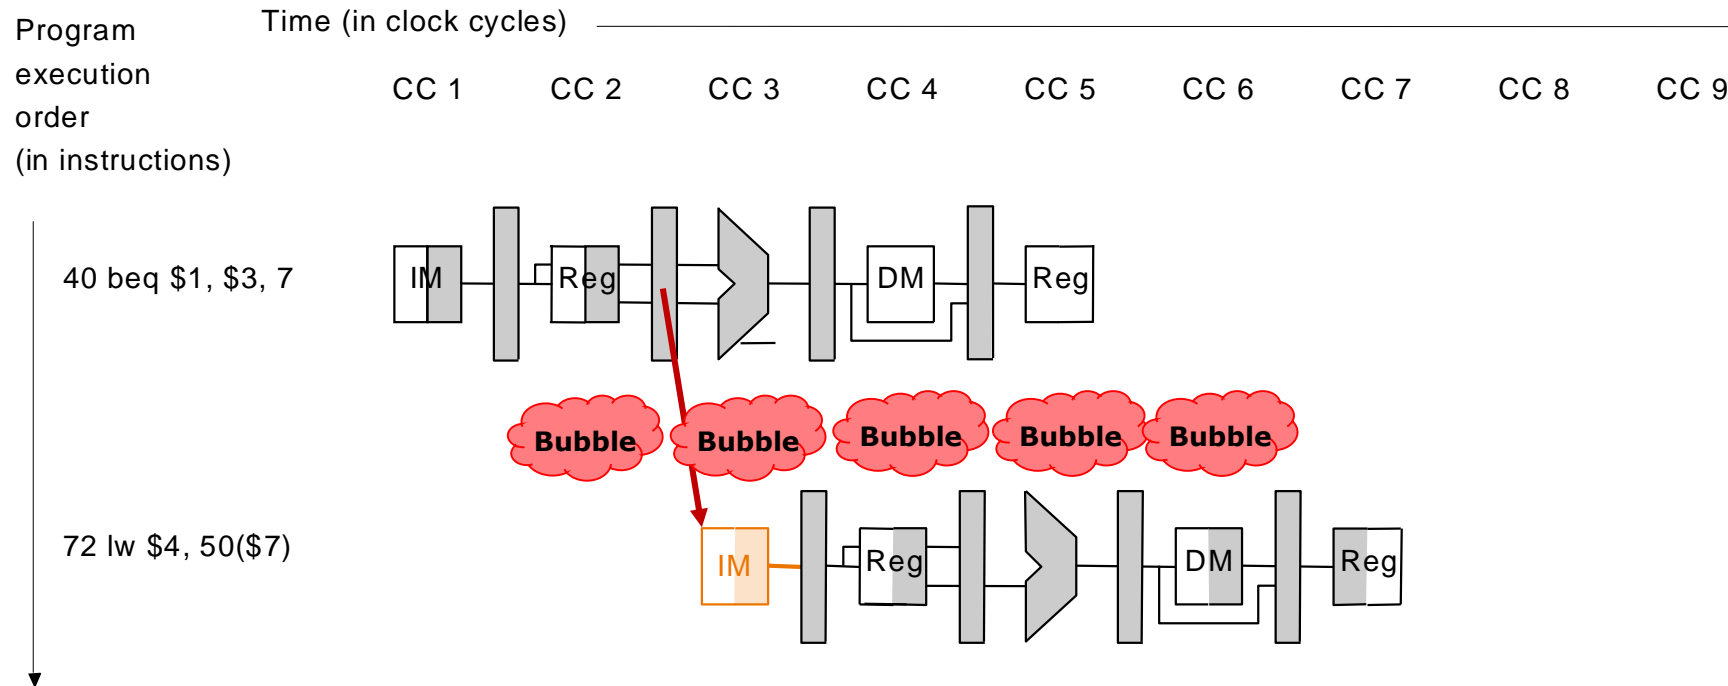 Time (in clock cycles)
Program
execution
order
(in instructions)
CC 1 CC 2 CC 3 CC 4 CC 5 CC 6 CC 7 CC 8 CC 9
40 beq $1, $3, 7
IM Reg DM Reg
Bubble Bubble Bubble Bubble Bubble
72 lw $4, 50($7)
IM Reg DM Reg